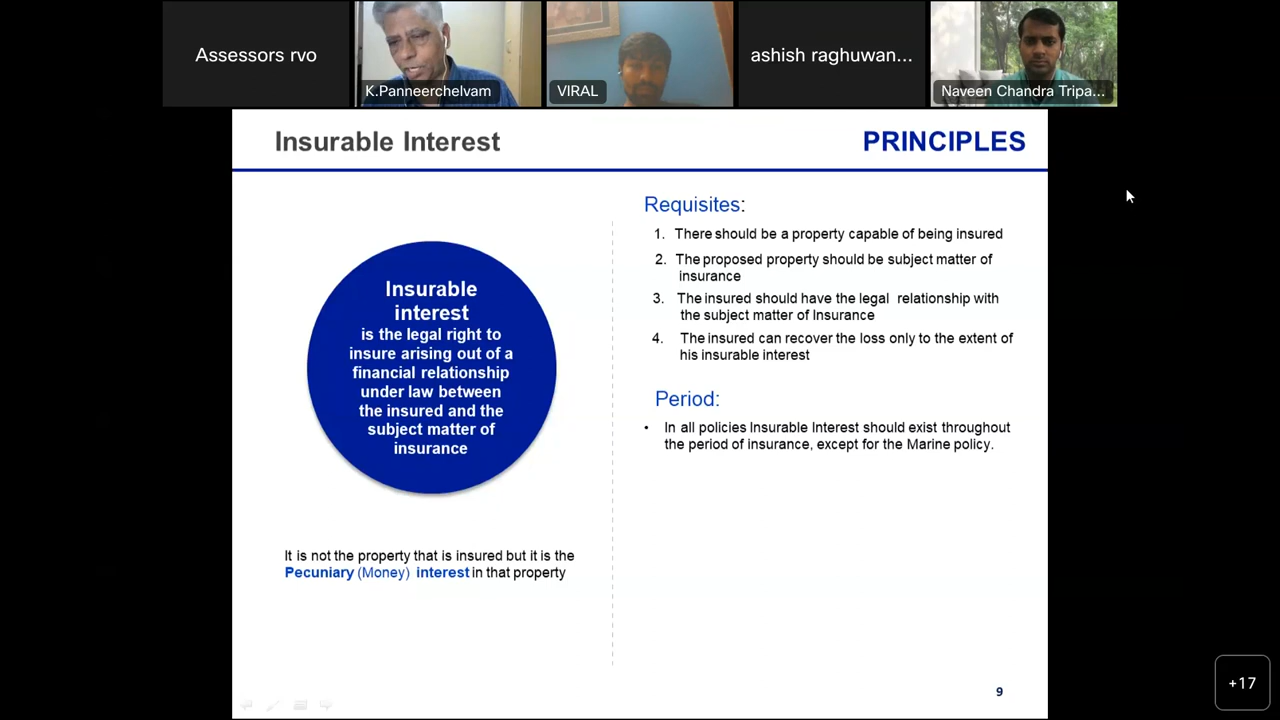 Assessors rvo
K.Panneerchelvam
VIRAL
ashish raghuwan...
Naveen Chandra Tripa...
Insurable Interest
PRINCIPLES
Insurable
interest
is the legal right to
insure arising out of a
financial relationship
under law between
the insured and the
subject matter of
insurance
It is not the property that is insured but it is the
Pecuniary (Money) interest in that property
Requisites:
1. There should be a property capable of being insured
2. The proposed property should be subject matter of
insurance
3. The insured should have the legal relationship with
the subject matter of Insurance
4. The insured can recover the loss only to the extent of
his insurable interest
Period:
• In all policies Insurable Interest should exist throughout
the period of insurance, except for the Marine policy.
9
+17